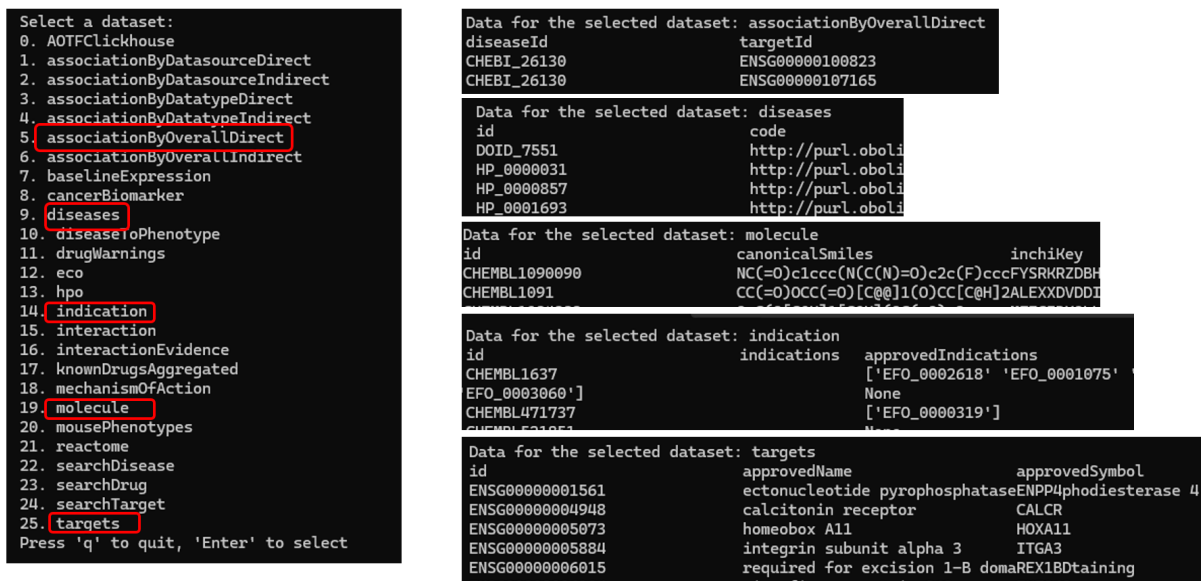 Select a dataset:
0. AOTFClickhouse
1. associationByDatasourceDirect
2. associationByDatasourceIndirect
3. associationByDatatypeDirect
4. associationByDatatypeIndirect
5. associationByOverallDirect
6. associationByOverallIndirect
7. baselineExpression
8. cancerBiomarker
9. diseases
10. diseaseToPhenotype
11. drugWarnings
12. eco
13. hpo
14. indication
15. interaction
16. interactionEvidence
17. knownDrugsAggregated
18. mechanismOfAction
19. molecule
20. mousePhenotypes
21. reactome
22. searchDisease
23. searchDrug
24. searchTarget
25. targets
Press 'q' to quit, 'Enter' to select
Data for the selected dataset: associationByOverallDirect
diseaseId targetId
CHEBI_26130 ENSG00000100823
CHEBI_26130 ENSG00000107165
Data for the selected dataset: diseases
id code
DOID_7551 http://purl.oboli
HP_0000031 http://purl.oboli
HP_0000857 http://purl.oboli
HP_0001693 http://purl.oboli
Data for the selected dataset: molecule
id canonicalSmiles inchiKey
CHEMBL1090090 NC(=O)c1ccc(N(C(N)=O)c2c(F)cccFYSRKRZDBH
CHEMBL1091 CC(=O)OCC(=O)[C@@]1(O)CC[C@H]2ALEXXDVDDI
Data for the selected dataset: indication
id indications approvedIndications
CHEMBL1637 ['EFO_0002618' 'EFO_0001075' '
'EFO_0003060'] None
CHEMBL471737 ['EFO_0000319']
Data for the selected dataset: targets
id approvedName approvedSymbol
ENSG00000001561 ectonucleotide pyrophosphataseENPP4phodiesterase 4
ENSG00000004948 calcitonin receptor CALCR
ENSG00000005073 homeobox A11 HOXA11
ENSG00000005884 integrin subunit alpha 3 ITGA3
ENSG00000006015 required for excision 1-B domaREX1BDtaining